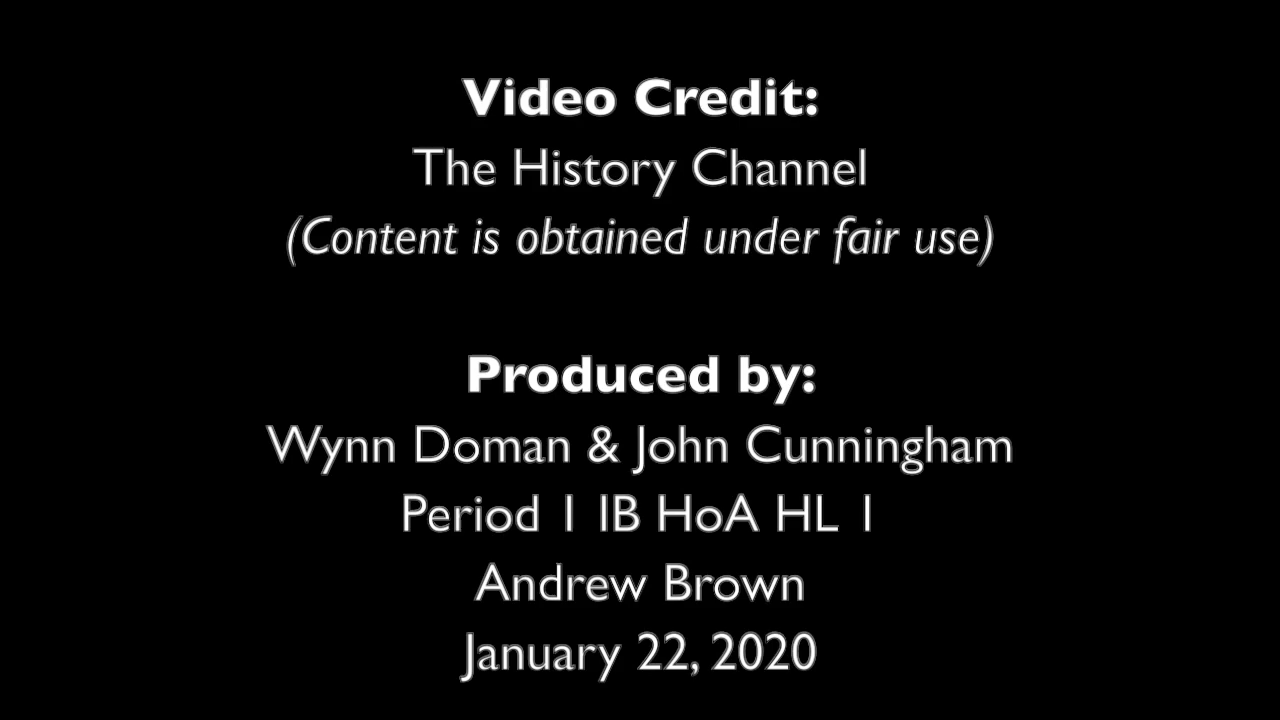 Video Credit:
The History Channel
(Content is obtained under fair use)
Produced by:
Wynn Doman & John Cunningham
Period 1 IB HoA HL 1
Andrew Brown
January 22, 2020